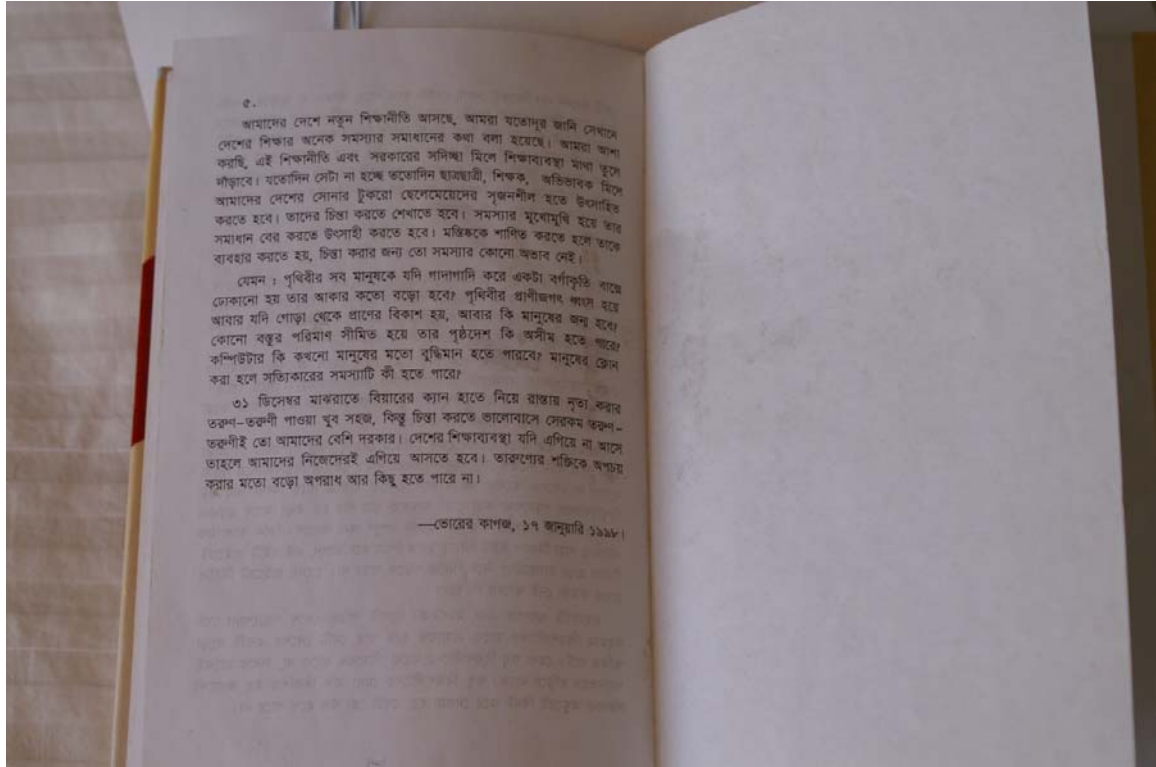 ৫.
আমাদের দেশে নতুন শিক্ষানীতি আসছে, আমরা যতোদূর জানি সেখানে
দেশের শিক্ষার অনেক সমস্যার সমাধানের কথা বলা হয়েছে। আমরা আশা
করছি, এই শিক্ষানীতি এবং সরকারের সদিচ্ছা মিলে শিক্ষাব্যবস্থা মাথা তুলে
দাঁড়াবে। যতোদিন সেটা না হচ্ছে ততোদিন ছাত্রছাত্রী, শিক্ষক, অভিভাবক মিলে
আমাদের দেশের সোনার টুকরো ছেলেমেয়েদের সৃজনশীল হতে উৎসাহিত
করতে হবে। তাদের চিন্তা করতে শেখাতে হবে। সমস্যার মুখোমুখি হয়ে তার
সমাধান বের করতে উৎসাহী করতে হবে। মস্তিষ্ককে শাণিত করতে হলে তাকে
ব্যবহার করতে হয়, চিন্তা করার জন্য তো সমস্যার কোনো অভাব নেই।
যেমন : পৃথিবীর সব মানুষকে যদি গাদাগাদি করে একটা বর্গাকৃতি বাক্সে
ঢোকানো হয় তার আকার কতো বড়ো হবে? পৃথিবীর প্রাণীজগৎ ধ্বংস হয়ে
আবার যদি গোড়া থেকে প্রাণের বিকাশ হয়, আবার কি মানুষের জন্ম হবে?
কোনো বস্তুর পরিমাণ সীমিত হয়ে তার পৃষ্ঠদেশ কি অসীম হতে পারে?
কম্পিউটার কি কখনো মানুষের মতো বুদ্ধিমান হতে পারবে? মানুষের ক্লোন
করা হলে সত্যিকারের সমস্যাটি কী হতে পারে?
৩১ ডিসেম্বর মাঝরাতে বিয়ারের ক্যান হাতে নিয়ে রাস্তায় নৃত্য করার
তরুণ-তরুণী পাওয়া খুব সহজ, কিন্তু চিন্তা করতে ভালোবাসে সেরকম তরুণ-
তরুণীই তো আমাদের বেশি দরকার। দেশের শিক্ষাব্যবস্থা যদি এগিয়ে না আসে
তাহলে আমাদের নিজেদেরই এগিয়ে আসতে হবে। তারুণ্যের শক্তিকে অপচয়
করার মতো বড়ো অপরাধ আর কিছু হতে পারে না।
—ভোরের কাগজ, ১৭ জানুয়ারি ১৯৯৮।